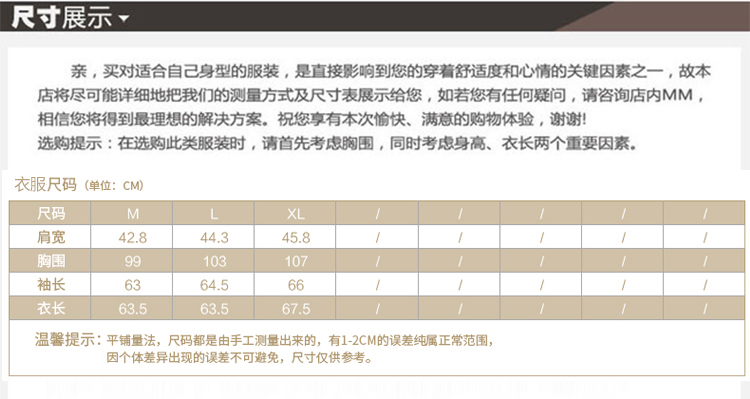 尺寸展示
亲，买对适合自己身型的服装，是直接影响到您的穿着舒适度和心情的关键因素之一，故本
店将尽可能详细地把我们的测量方式及尺寸表展示给您，如若您有任何疑问，请咨询店内MM，
相信您将得到最理想的解决方案。祝您享有本次愉快、满意的购物体验，谢谢!
选购提示：在选购此类服装时，请首先考虑胸围，同时考虑身高、衣长两个重要因素。
衣服尺码（单位：CM）
尺码 M L XL / / / / /
肩宽 42.8 44.3 45.8 / / / / /
胸围 99 103 107 / / / / /
袖长 63 64.5 66 / / / / /
衣长 63.5 63.5 67.5 / / / / /
温馨提示：平铺量法，尺码都是由手工测量出来的，有1-2CM的误差纯属正常范围，
因个体差异出现的误差不可避免，尺寸仅供参考。